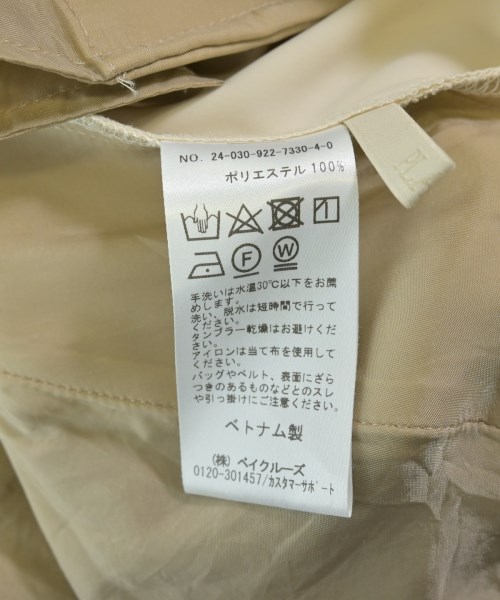 NO. 24-030-922-7330-4-0
ポリエステル 100%
F W
手洗いは水温30℃以下をお薦
めします。
洗い、脱水は短時間で行って
ください。
タンブラー乾燥はお避けくださ
い。
アイロンは当て布を使用して
ください。
バッグやベルト、表面にざら
つきのあるものなどとのスレ
や引っ掛けにご注意ください。
ベトナム製
(株) ベイクルーズ
0120-301457/カスタマーサポート